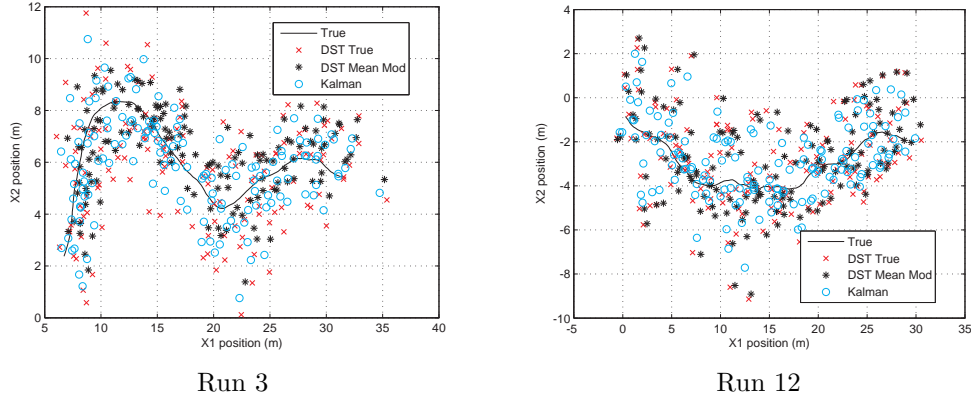 12
10
8
6
4
2
0
5
10
15
20
25
30
35
40
X1 position (m)
X2 position (m)
True
DST True
DST Mean Mod
Kalman
Run 3
4
2
0
-2
-4
-6
-8
-10
-5
0
5
10
15
20
25
30
35
X1 position (m)
X2 position (m)
True
DST True
DST Mean Mod
Kalman
Run 12